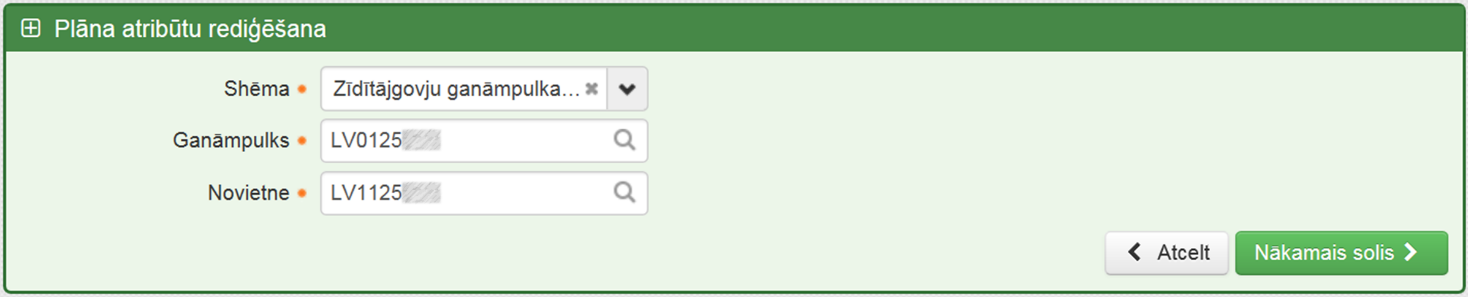 Plāna atribūtu rediģēšana
Shēma Zīdītājgovju ganāmpulka...
Ganāmpulks LV0125
Novietne LV1125
Atcelt Nākamais solis